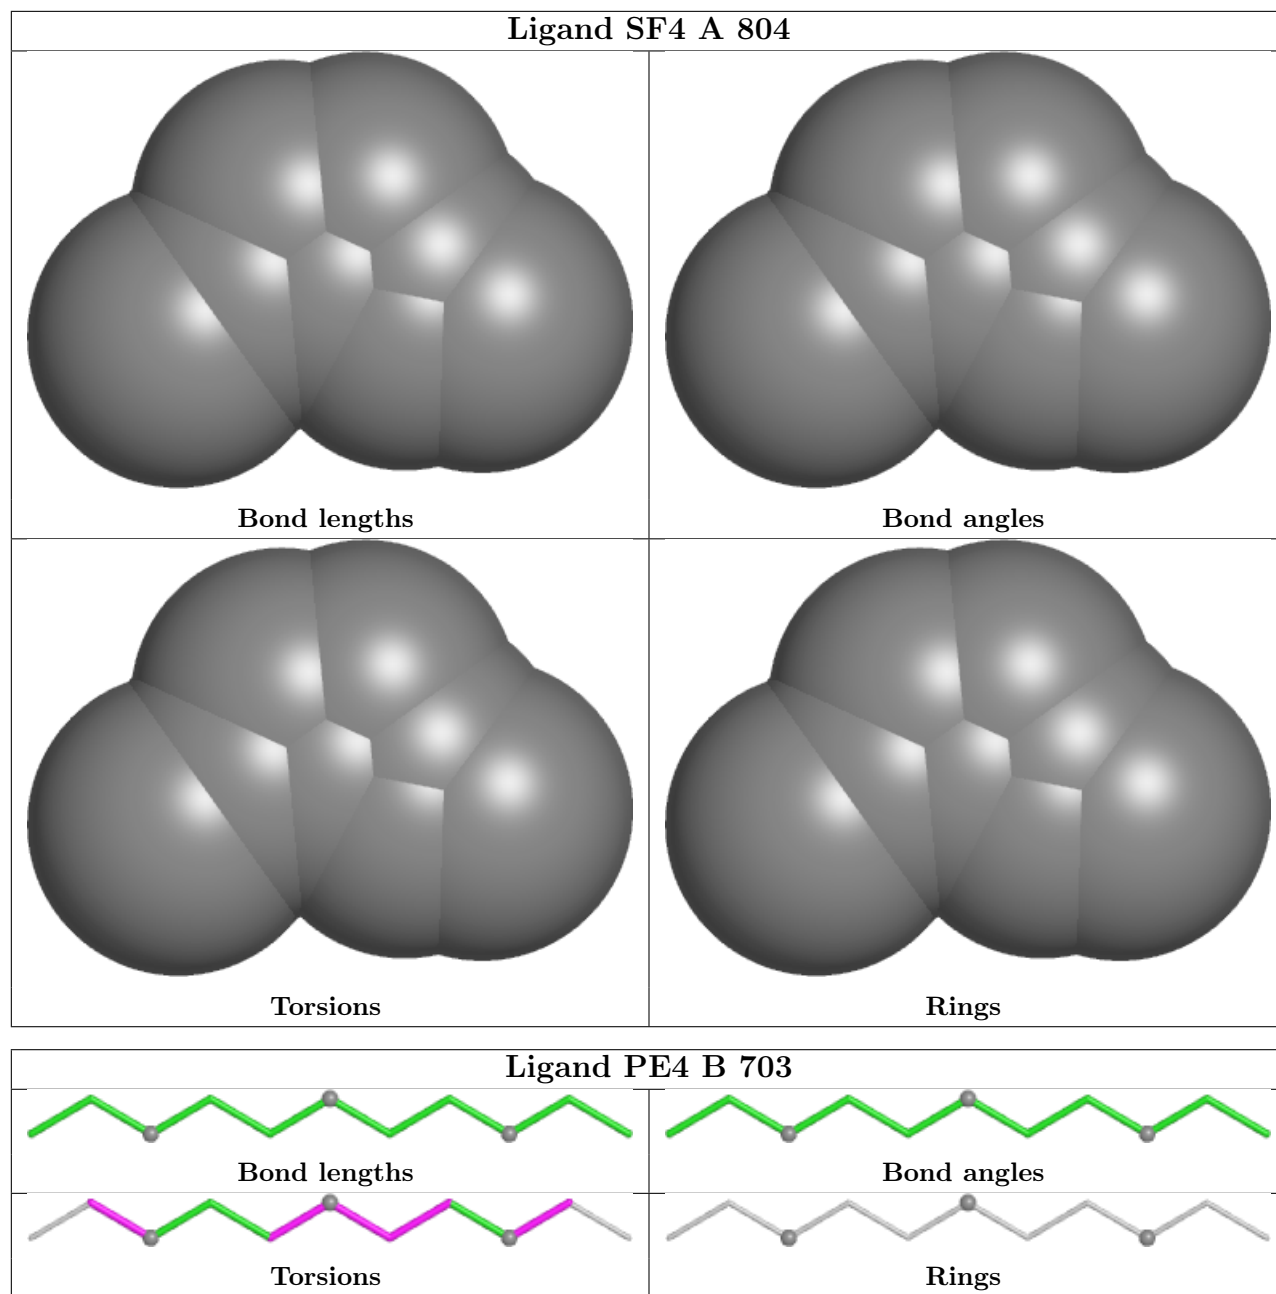 Ligand SF4 A 804
Bond lengths
Bond angles
Torsions
Rings
Ligand PE4 B 703
Bond lengths
Bond angles
Torsions
Rings